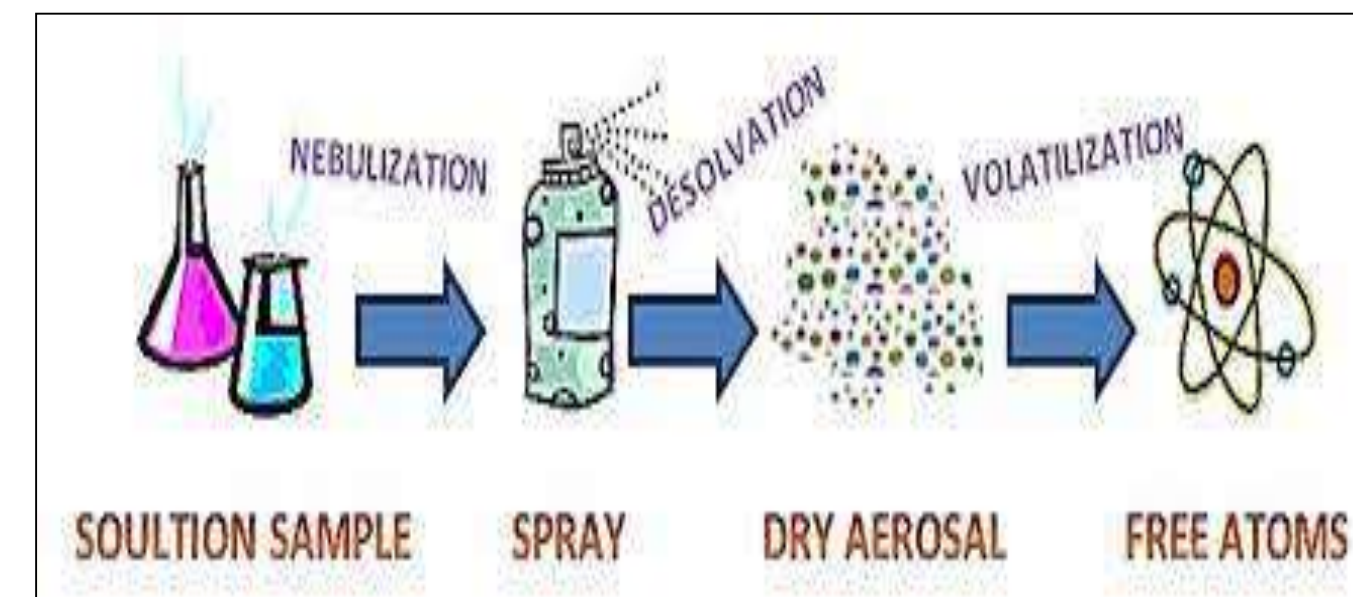 NEBULIZATION
DESOLVATION
VOLATILIZATION
SOULTION SAMPLE
SPRAY
DRY AEROSAL
FREE ATOMS